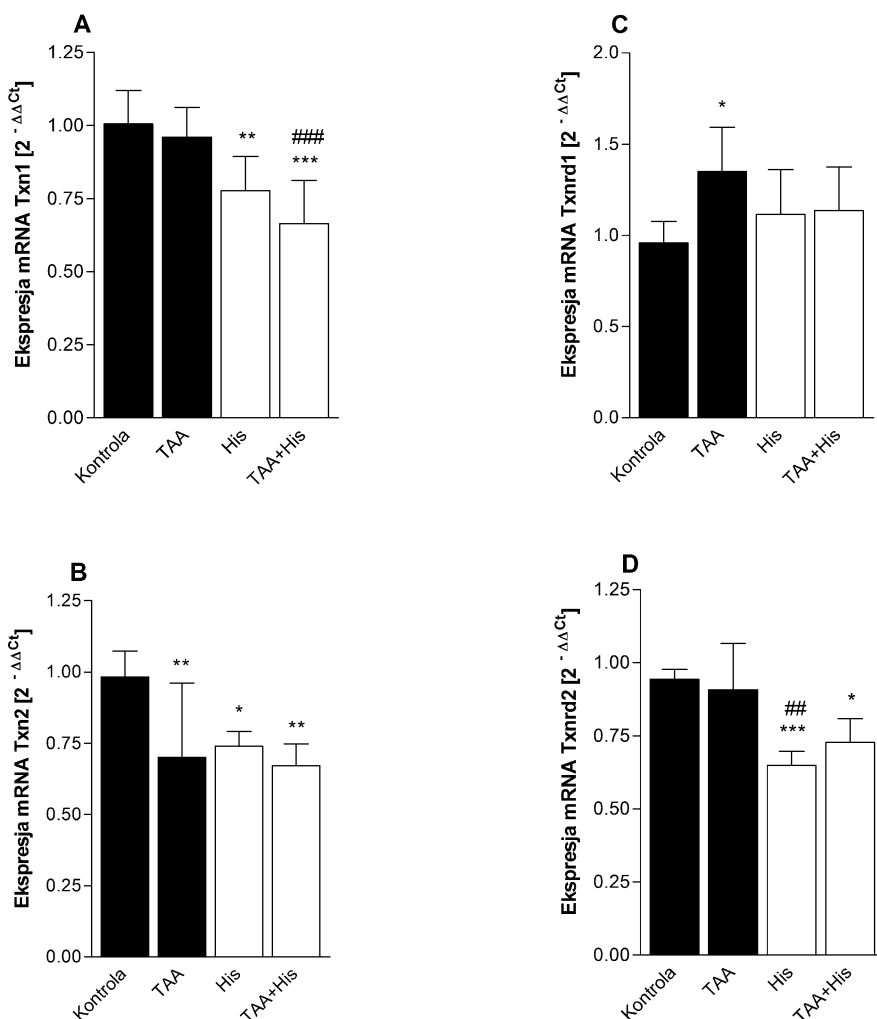 A
Ekspresja mRNA Txn1 [2 - ΔΔCt]
1.25
1.00
0.75
0.50
0.25
0.00
**
###
***
Kontrola
TAA
His
TAA+His
C
Ekspresja mRNA Txnrd1 [2 - ΔΔCt]
2.0
1.5
1.0
0.5
0.0
*
Kontrola
TAA
His
TAA+His
B
Ekspresja mRNA Txn2 [2 - ΔΔCt]
1.25
1.00
0.75
0.50
0.25
0.00
**
*
**
Kontrola
TAA
His
TAA+His
D
Ekspresja mRNA Txnrd2 [2 - ΔΔCt]
1.25
1.00
0.75
0.50
0.25
0.00
##
***
*
Kontrola
TAA
His
TAA+His